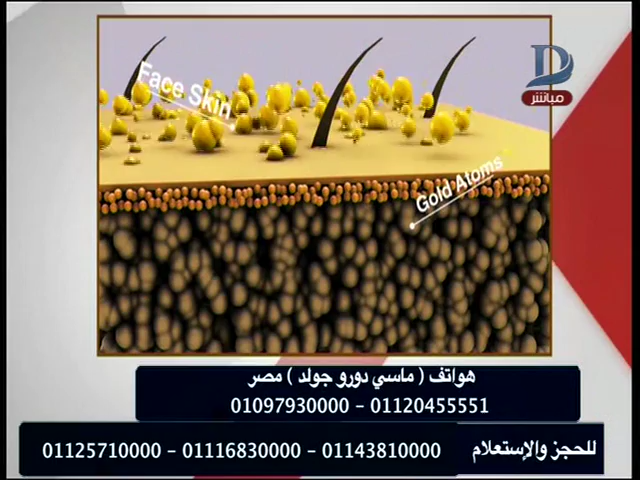 Face Skin
مباشر
Gold Atoms
هواتف ( ماسي دورو جولد ) مصر
01097930000 - 01120455551
للحجز والإستعلام 01143810000 - 01116830000 - 01125710000